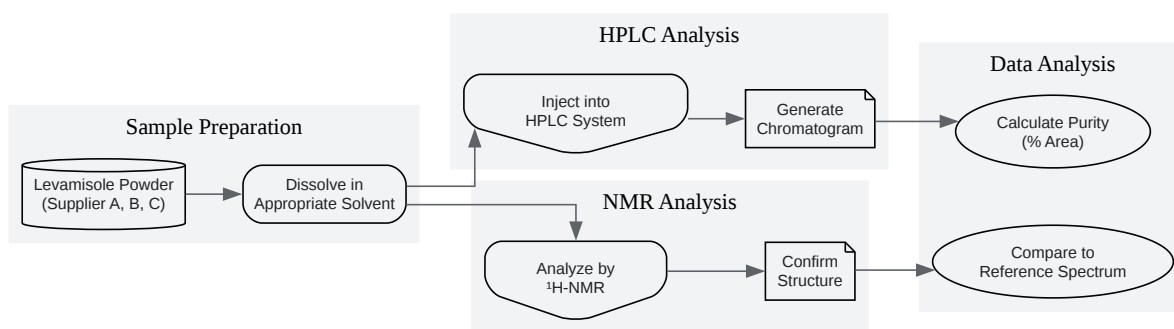 Sample Preparation
Levamisole Powder
(Supplier A, B, C)
Dissolve in
Appropriate Solvent
HPLC Analysis
Inject into
HPLC System
Generate
Chromatogram
NMR Analysis
Analyze by
¹H-NMR
Confirm
Structure
Data Analysis
Calculate Purity
(% Area)
Compare to
Reference Spectrum